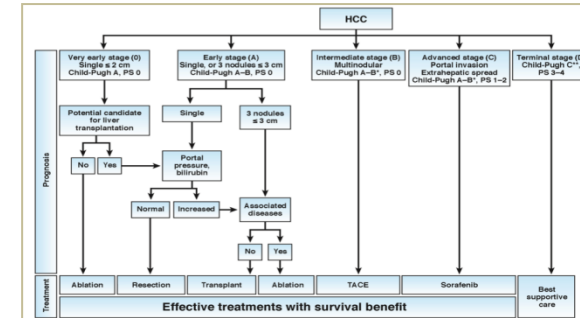 HCC
Very early stage (0)
Single ≤ 2 cm
Child-Pugh A, PS 0
Early stage (A)
Single, or 3 nodules ≤ 3 cm
Child-Pugh A–B, PS 0
Intermediate stage (B)
Multinodular
Child-Pugh A–B*, PS 0
Advanced stage (C)
Portal invasion
Extrahepatic spread
Child-Pugh A–B*, PS 1–2
Terminal stage (D
Child-Pugh C**,
PS 3–4
Potential candidate
for liver
transplantation
Single
3 nodules
≤ 3 cm
No
Yes
Portal
pressure,
bilirubin
Normal
Increased
Associated
diseases
No
Yes
Prognosis
Treatment
Ablation
Resection
Transplant
Ablation
TACE
Sorafenib
Best
supportive
care
Effective treatments with survival benefit